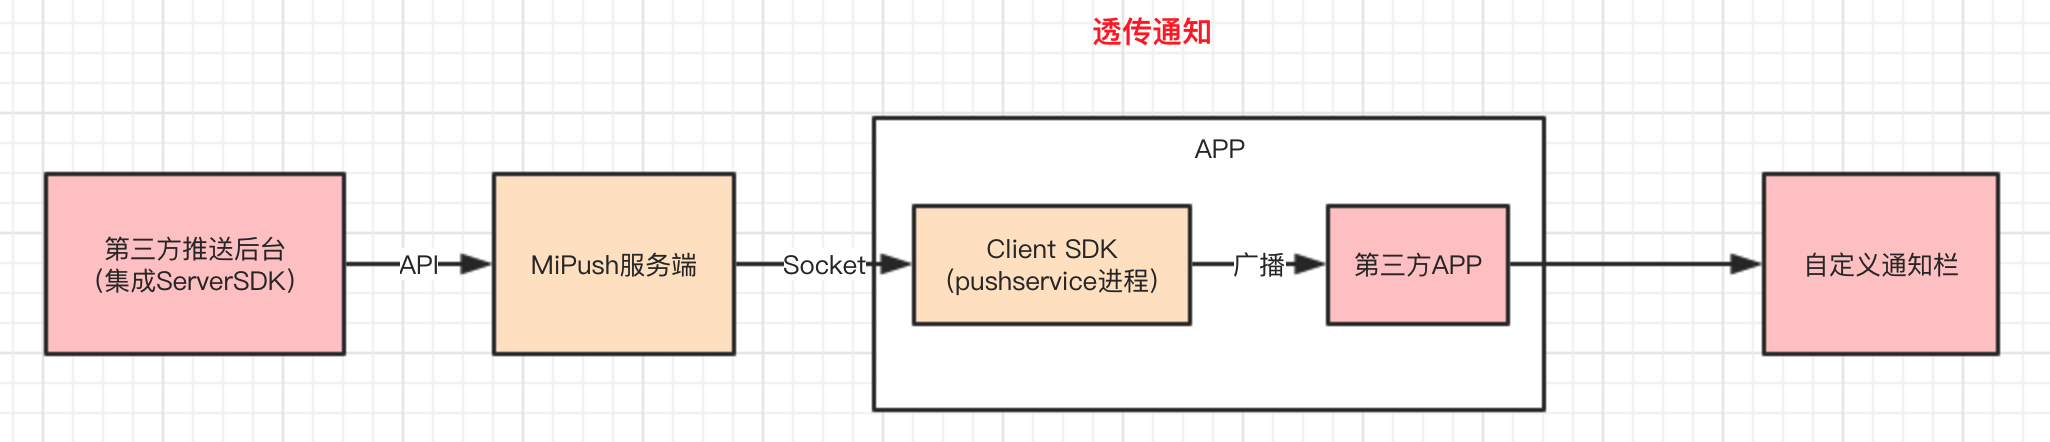 透传通知
APP
第三方推送后台
（集成ServerSDK）
API
MiPush服务端
Socket
Client SDK
（pushservice进程）
广播
第三方APP
自定义通知栏